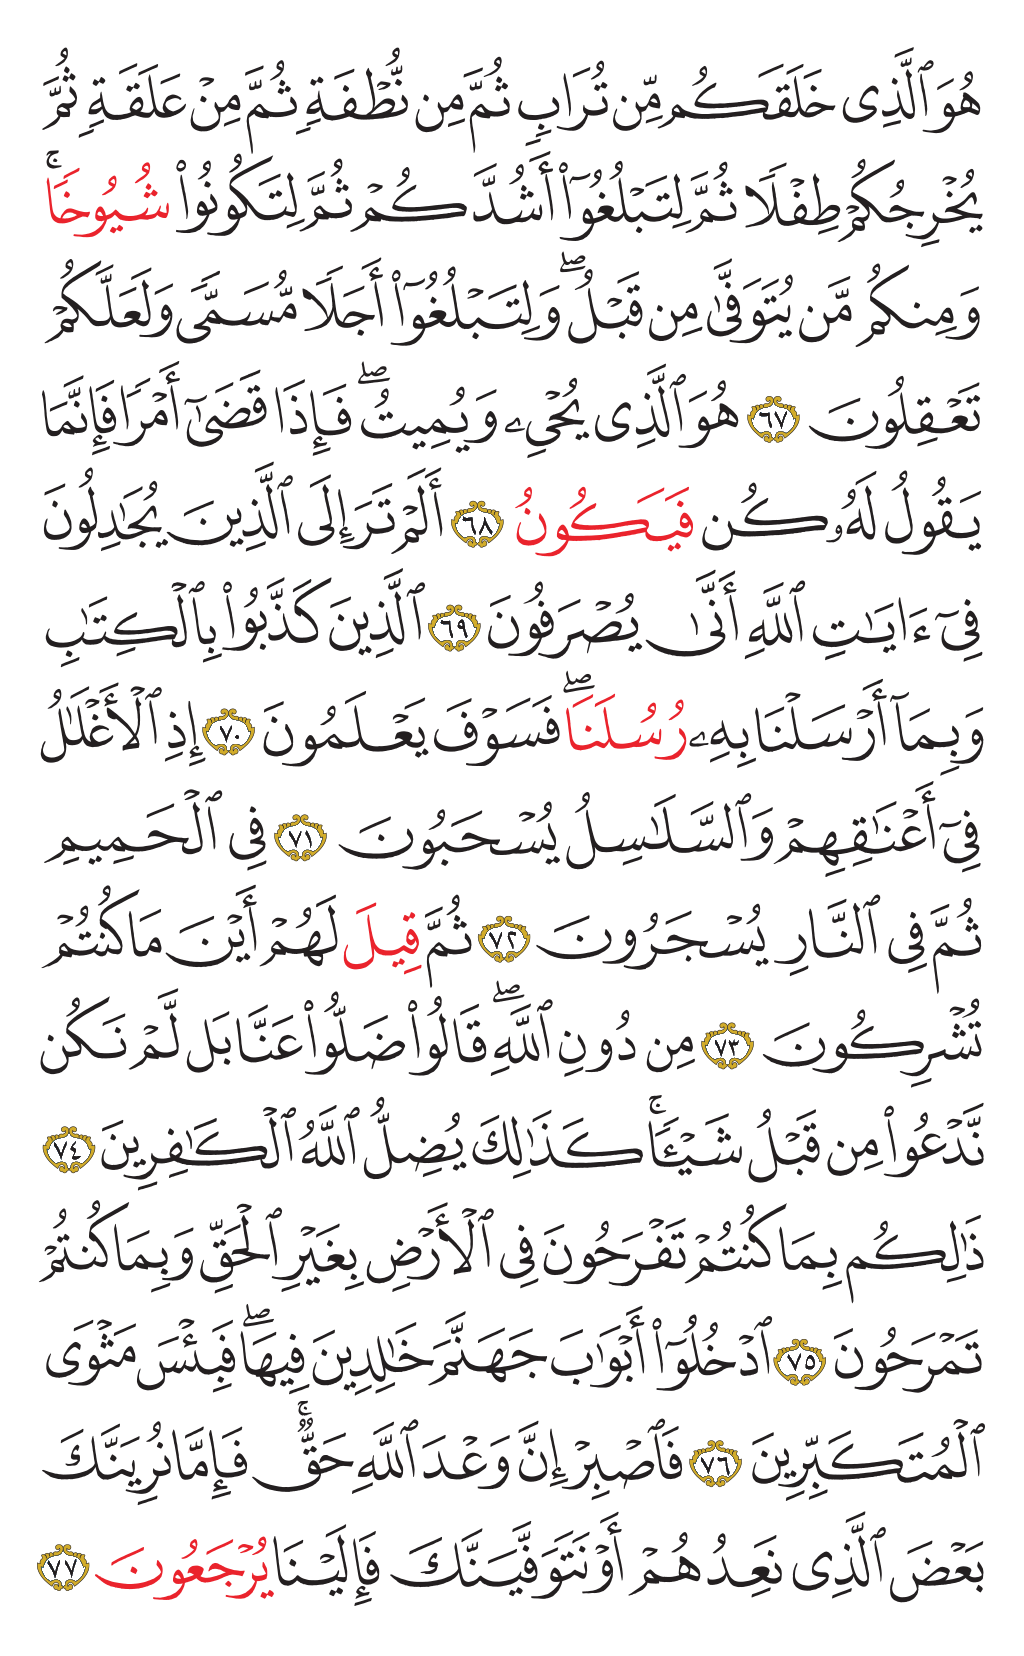 هُوَ ٱلَّذِى خَلَقَكُم مِّن تُرَابٍ ثُمَّ مِن نُّطْفَةٍ ثُمَّ مِنْ عَلَقَةٍ ثُمَّ
يُخْرِجُكُمْ طِفْلًا ثُمَّ لِتَبْلُغُوٓاْ أَشُدَّكُمْ ثُمَّ لِتَكُونُواْ شُيُوخًاۚ
وَمِنكُم مَّن يُتَوَفَّىٰ مِن قَبْلُۖ وَلِتَبْلُغُوٓاْ أَجَلًا مُّسَمًّى وَلَعَلَّكُمْ
تَعْقِلُونَ ٦٧ هُوَ ٱلَّذِى يُحْىِۦ وَيُمِيتُۖ فَإِذَا قَضَىٰٓ أَمْرًا فَإِنَّمَا
يَقُولُ لَهُۥ كُن فَيَكُونُ ٦٨ أَلَمْ تَرَ إِلَى ٱلَّذِينَ يُجَٰدِلُونَ
فِىٓ ءَايَٰتِ ٱللَّهِ أَنَّىٰ يُصْرَفُونَ ٦٩ ٱلَّذِينَ كَذَّبُواْ بِٱلْكِتَٰبِ
وَبِمَآ أَرْسَلْنَا بِهِۦ رُسُلَنَاۖ فَسَوْفَ يَعْلَمُونَ ٧٠ إِذِ ٱلْأَغْلَٰلُ
فِىٓ أَعْنَٰقِهِمْ وَٱلسَّلَٰسِلُ يُسْحَبُونَ ٧١ فِى ٱلْحَمِيمِ
ثُمَّ فِى ٱلنَّارِ يُسْجَرُونَ ٧٢ ثُمَّ قِيلَ لَهُمْ أَيْنَ مَا كُنتُمْ
تُشْرِكُونَ ٧٣ مِن دُونِ ٱللَّهِۖ قَالُواْ ضَلُّواْ عَنَّا بَل لَّمْ نَكُن
نَّدْعُواْ مِن قَبْلُ شَيْـًٔاۚ كَذَٰلِكَ يُضِلُّ ٱللَّهُ ٱلْكَٰفِرِينَ ٧٤
ذَٰلِكُم بِمَا كُنتُمْ تَفْرَحُونَ فِى ٱلْأَرْضِ بِغَيْرِ ٱلْحَقِّ وَبِمَا كُنتُمْ
تَمْرَحُونَ ٧٥ ٱدْخُلُوٓاْ أَبْوَٰبَ جَهَنَّمَ خَٰلِدِينَ فِيهَاۖ فَبِئْسَ مَثْوَى
ٱلْمُتَكَبِّرِينَ ٧٦ فَٱصْبِرْ إِنَّ وَعْدَ ٱللَّهِ حَقٌّۚ فَإِمَّا نُرِيَنَّكَ
بَعْضَ ٱلَّذِى نَعِدُهُمْ أَوْ نَتَوَفَّيَنَّكَ فَإِلَيْنَا يُرْجَعُونَ ٧٧